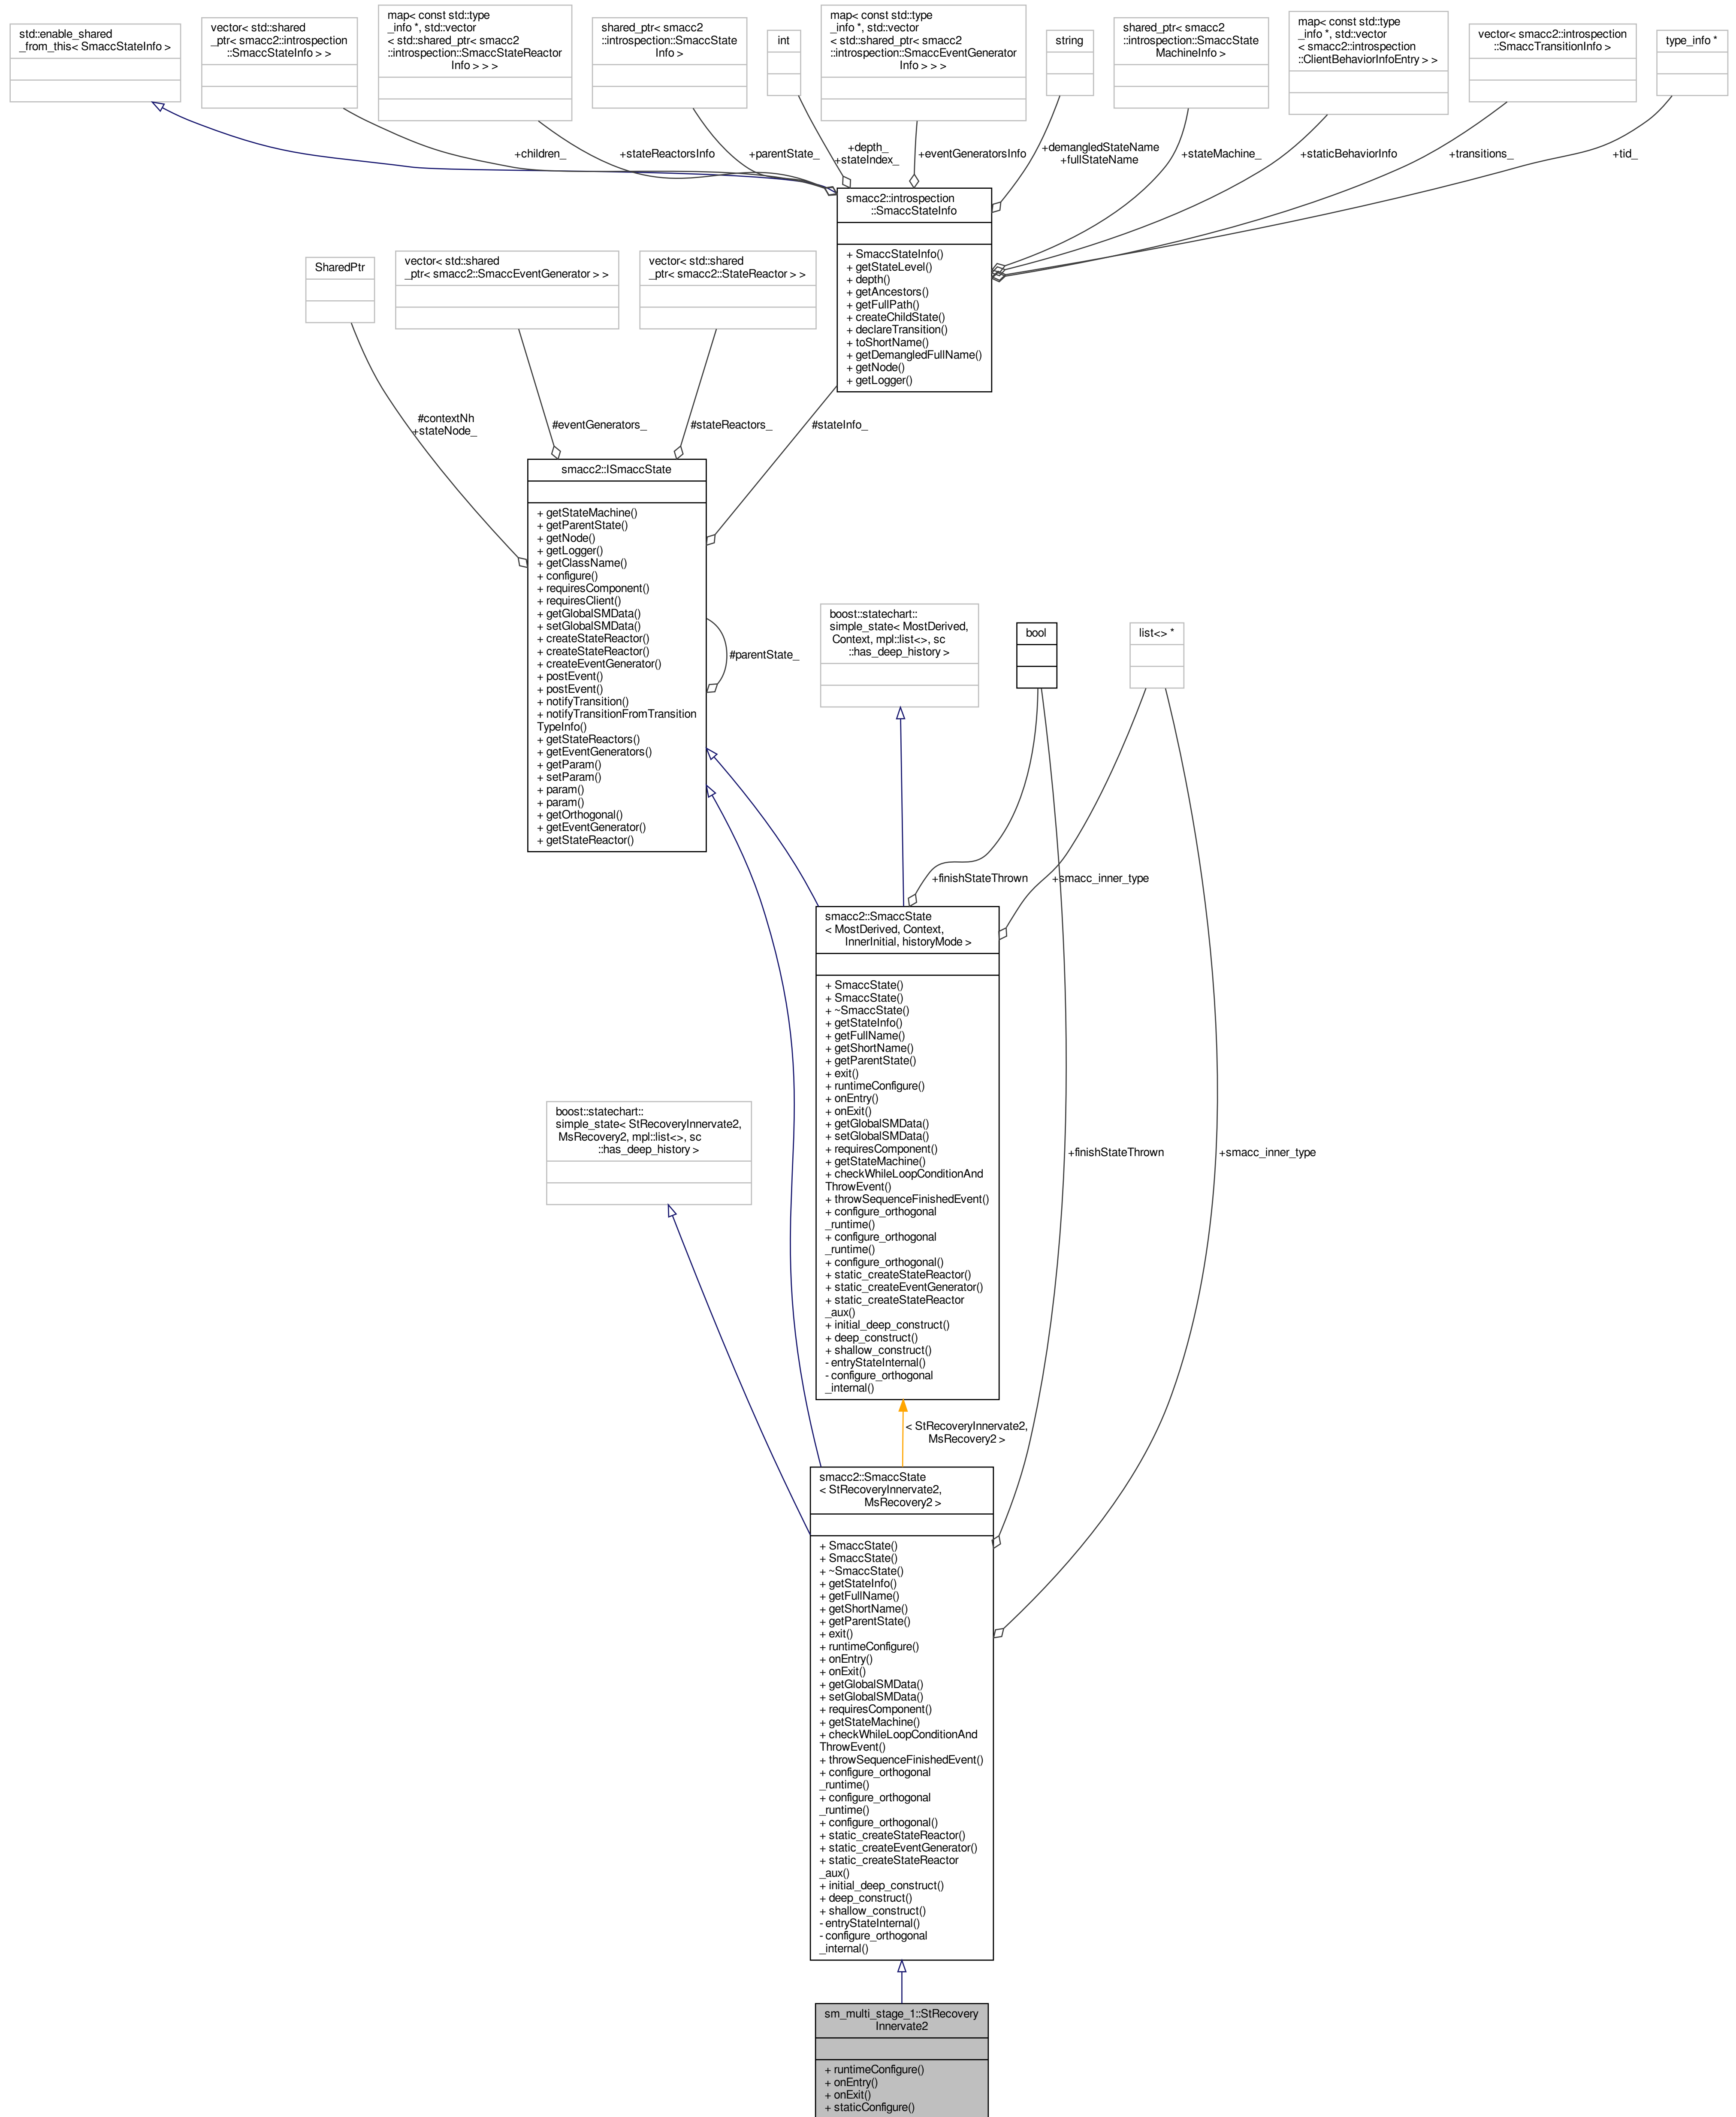 std::enable_shared
_from_this< SmaccStateInfo >
vector< std::shared
_ptr< smacc2::introspection
::SmaccStateInfo > >
map< const std::type
_info *, std::vector
< std::shared_ptr< smacc2
::introspection::SmaccStateReactor
Info > > >
shared_ptr< smacc2
::introspection::SmaccState
Info >
int
map< const std::type
_info *, std::vector
< std::shared_ptr< smacc2
::introspection::SmaccEventGenerator
Info > > >
string
shared_ptr< smacc2
::introspection::SmaccState
MachineInfo >
map< const std::type
_info *, std::vector
< smacc2::introspection
::ClientBehaviorInfoEntry > >
vector< smacc2::introspection
::SmaccTransitionInfo >
type_info *
+children_
+stateReactorsInfo
+parentState_
+depth_
+stateIndex_
+eventGeneratorsInfo
+demangledStateName
+fullStateName
+stateMachine_
+staticBehaviorInfo
+transitions_
+tid_
smacc2::introspection
::SmaccStateInfo
+ SmaccStateInfo()
+ getStateLevel()
+ depth()
+ getAncestors()
+ getFullPath()
+ createChildState()
+ declareTransition()
+ toShortName()
+ getDemangledFullName()
+ getNode()
+ getLogger()
SharedPtr
vector< std::shared
_ptr< smacc2::SmaccEventGenerator > >
vector< std::shared
_ptr< smacc2::StateReactor > >
#contextNh
+stateNode_
#eventGenerators_
#stateReactors_
#stateInfo_
smacc2::ISmaccState
+ getStateMachine()
+ getParentState()
+ getNode()
+ getLogger()
+ getClassName()
+ configure()
+ requiresComponent()
+ requiresClient()
+ getGlobalSMData()
+ setGlobalSMData()
+ createStateReactor()
+ createStateReactor()
+ createEventGenerator()
+ postEvent()
+ postEvent()
+ notifyTransition()
+ notifyTransitionFromTransition
TypeInfo()
+ getStateReactors()
+ getEventGenerators()
+ getParam()
+ setParam()
+ param()
+ param()
+ getOrthogonal()
+ getEventGenerator()
+ getStateReactor()
#parentState_
boost::statechart::
simple_state< MostDerived,
Context, mpl::list<>, sc
::has_deep_history >
bool
list<> *
+finishStateThrown
+smacc_inner_type
smacc2::SmaccState
< MostDerived, Context,
InnerInitial, historyMode >
+ SmaccState()
+ SmaccState()
+ ~SmaccState()
+ getStateInfo()
+ getFullName()
+ getShortName()
+ getParentState()
+ exit()
+ runtimeConfigure()
+ onEntry()
+ onExit()
+ getGlobalSMData()
+ setGlobalSMData()
+ requiresComponent()
+ getStateMachine()
+ checkWhileLoopConditionAnd
ThrowEvent()
+ throwSequenceFinishedEvent()
+ configure_orthogonal
_runtime()
+ configure_orthogonal
_runtime()
+ configure_orthogonal()
+ static_createStateReactor()
+ static_createEventGenerator()
+ static_createStateReactor
_aux()
+ initial_deep_construct()
+ deep_construct()
+ shallow_construct()
- entryStateInternal()
- configure_orthogonal
_internal()
boost::statechart::
simple_state< StRecoveryInnervate2,
MsRecovery2, mpl::list<>, sc
::has_deep_history >
+finishStateThrown
+smacc_inner_type
< StRecoveryInnervate2,
MsRecovery2 >
smacc2::SmaccState
< StRecoveryInnervate2,
MsRecovery2 >
+ SmaccState()
+ SmaccState()
+ ~SmaccState()
+ getStateInfo()
+ getFullName()
+ getShortName()
+ getParentState()
+ exit()
+ runtimeConfigure()
+ onEntry()
+ onExit()
+ getGlobalSMData()
+ setGlobalSMData()
+ requiresComponent()
+ getStateMachine()
+ checkWhileLoopConditionAnd
ThrowEvent()
+ throwSequenceFinishedEvent()
+ configure_orthogonal
_runtime()
+ configure_orthogonal
_runtime()
+ configure_orthogonal()
+ static_createStateReactor()
+ static_createEventGenerator()
+ static_createStateReactor
_aux()
+ initial_deep_construct()
+ deep_construct()
+ shallow_construct()
- entryStateInternal()
- configure_orthogonal
_internal()
sm_multi_stage_1::StRecovery
Innervate2
+ runtimeConfigure()
+ onEntry()
+ onExit()
+ staticConfigure()